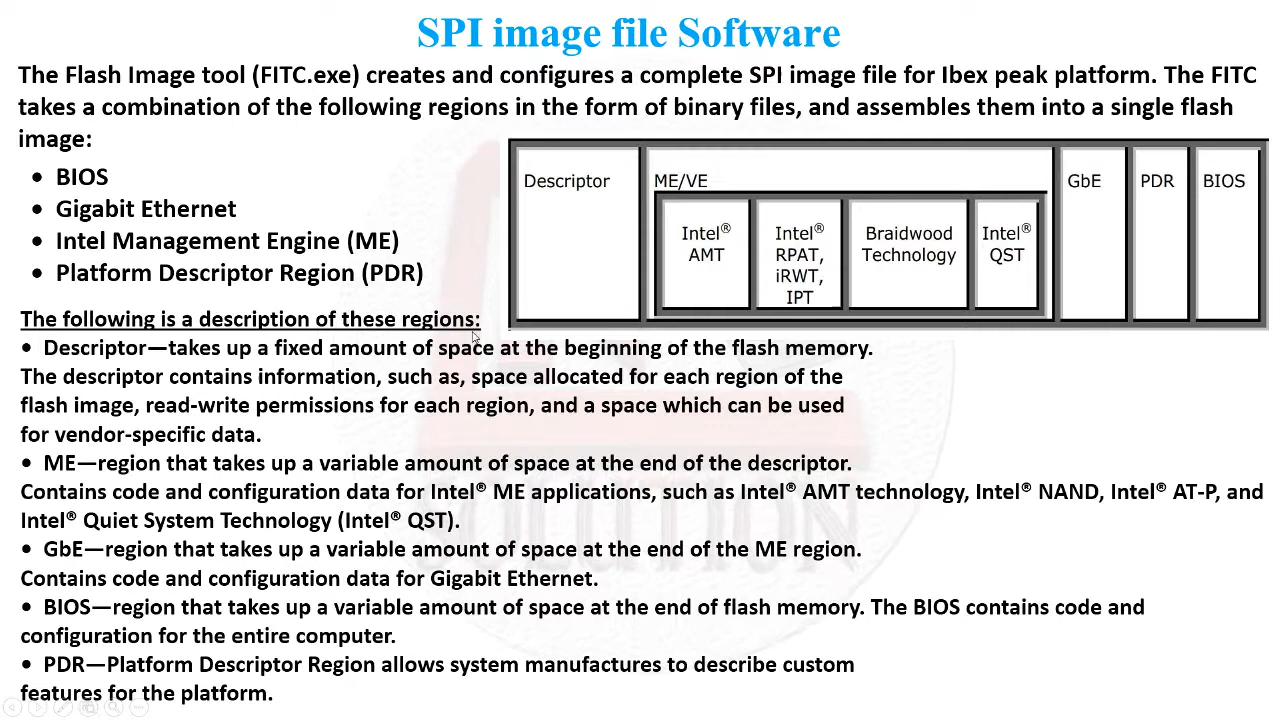 SPI image file Software
The Flash Image tool (FITC.exe) creates and configures a complete SPI image file for Ibex peak platform. The FITC
takes a combination of the following regions in the form of binary files, and assembles them into a single flash
image:
• BIOS
• Gigabit Ethernet
• Intel Management Engine (ME)
• Platform Descriptor Region (PDR)
Descriptor
ME/VE
GbE
PDR
BIOS
Intel®
AMT
Intel®
RPAT,
iRWT,
IPT
Braidwood
Technology
Intel®
QST
The following is a description of these regions:
• Descriptor—takes up a fixed amount of space at the beginning of the flash memory.
The descriptor contains information, such as, space allocated for each region of the
flash image, read-write permissions for each region, and a space which can be used
for vendor-specific data.
• ME—region that takes up a variable amount of space at the end of the descriptor.
Contains code and configuration data for Intel® ME applications, such as Intel® AMT technology, Intel® NAND, Intel® AT-P, and
Intel® Quiet System Technology (Intel® QST).
• GbE—region that takes up a variable amount of space at the end of the ME region.
Contains code and configuration data for Gigabit Ethernet.
• BIOS—region that takes up a variable amount of space at the end of flash memory. The BIOS contains code and
configuration for the entire computer.
• PDR—Platform Descriptor Region allows system manufactures to describe custom
features for the platform.
SOLUTION